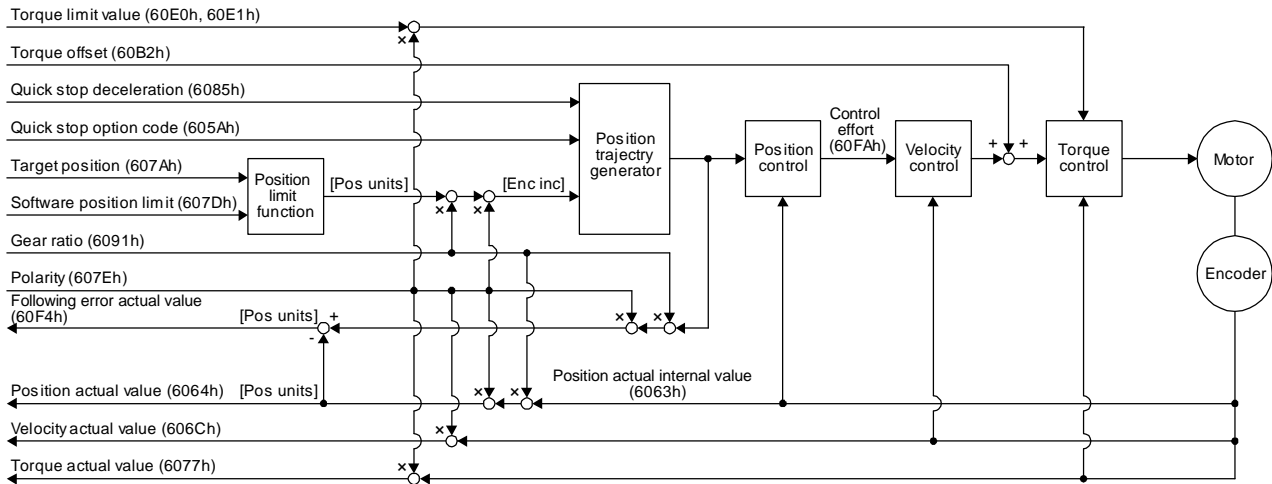 Torque limit value (60E0h, 60E1h)
×
Torque offset (60B2h)
Quick stop deceleration (6085h)
Quick stop option code (605Ah)
Target position (607Ah)
Software position limit (607Dh)
Position
limit
function
[Pos units]
×
×
[Enc inc]
Position
trajectry
generator
Position
control
Control
effort
(60FAh)
Velocity
control
+
+
Torque
control
Motor
Encoder
Gear ratio (6091h)
Polarity (607Eh)
Following error actual value
(60F4h)
[Pos units]
+
-
×
×
Position actual value (6064h)
[Pos units]
×
×
Position actual internal value
(6063h)
Velocity actual value (606Ch)
×
Torque actual value (6077h)
×